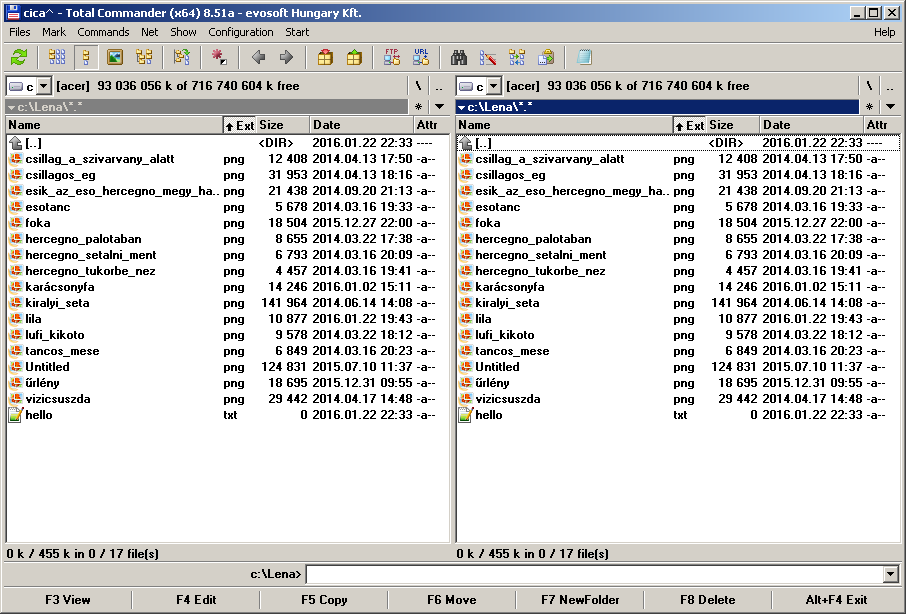 cica^ - Total Commander (x64) 8.51a - evosoft Hungary Kft.
Files Mark Commands Net Show Configuration Start Help
FTP URL
c [acer] 93 036 056 k of 716 740 604 k free \ .. c [acer] 93 036 056 k of 716 740 604 k free \ ..
c:\Lena\*.* * c:\Lena\*.* *
Name Ext Size Date Attr Name Ext Size Date Attr
[..] <DIR> 2016.01.22 22:33 ---- [..] <DIR> 2016.01.22 22:33 ----
csillag_a_szivarvany_alatt png 12 408 2014.04.13 17:50 -a-- csillag_a_szivarvany_alatt png 12 408 2014.04.13 17:50 -a--
csillagos_eg png 31 953 2014.04.13 18:16 -a-- csillagos_eg png 31 953 2014.04.13 18:16 -a--
esik_az_eso_hercegno_megy_ha.. png 21 438 2014.09.20 21:13 -a-- esik_az_eso_hercegno_megy_ha.. png 21 438 2014.09.20 21:13 -a--
esotanc png 5 678 2014.03.16 19:33 -a-- esotanc png 5 678 2014.03.16 19:33 -a--
foka png 18 504 2015.12.27 22:00 -a-- foka png 18 504 2015.12.27 22:00 -a--
hercegno_palotaban png 8 655 2014.03.22 17:38 -a-- hercegno_palotaban png 8 655 2014.03.22 17:38 -a--
hercegno_setalni_ment png 6 793 2014.03.16 20:09 -a-- hercegno_setalni_ment png 6 793 2014.03.16 20:09 -a--
hercegno_tukorbe_nez png 4 457 2014.03.16 19:41 -a-- hercegno_tukorbe_nez png 4 457 2014.03.16 19:41 -a--
karácsonyfa png 14 246 2016.01.02 15:11 -a-- karácsonyfa png 14 246 2016.01.02 15:11 -a--
kiralyi_seta png 141 964 2014.06.14 14:08 -a-- kiralyi_seta png 141 964 2014.06.14 14:08 -a--
lila png 10 877 2016.01.22 19:43 -a-- lila png 10 877 2016.01.22 19:43 -a--
lufi_kikoto png 9 578 2014.03.22 18:12 -a-- lufi_kikoto png 9 578 2014.03.22 18:12 -a--
tancos_mese png 6 849 2014.03.16 20:23 -a-- tancos_mese png 6 849 2014.03.16 20:23 -a--
Untitled png 124 831 2015.07.10 11:37 -a-- Untitled png 124 831 2015.07.10 11:37 -a--
űrlény png 18 695 2015.12.31 09:55 -a-- űrlény png 18 695 2015.12.31 09:55 -a--
vizicsuszda png 29 442 2014.04.17 14:48 -a-- vizicsuszda png 29 442 2014.04.17 14:48 -a--
hello txt 0 2016.01.22 22:33 -a-- hello txt 0 2016.01.22 22:33 -a--
0 k / 455 k in 0 / 17 file(s) 0 k / 455 k in 0 / 17 file(s)
c:\Lena>
F3 View F4 Edit F5 Copy F6 Move F7 NewFolder F8 Delete Alt+F4 Exit